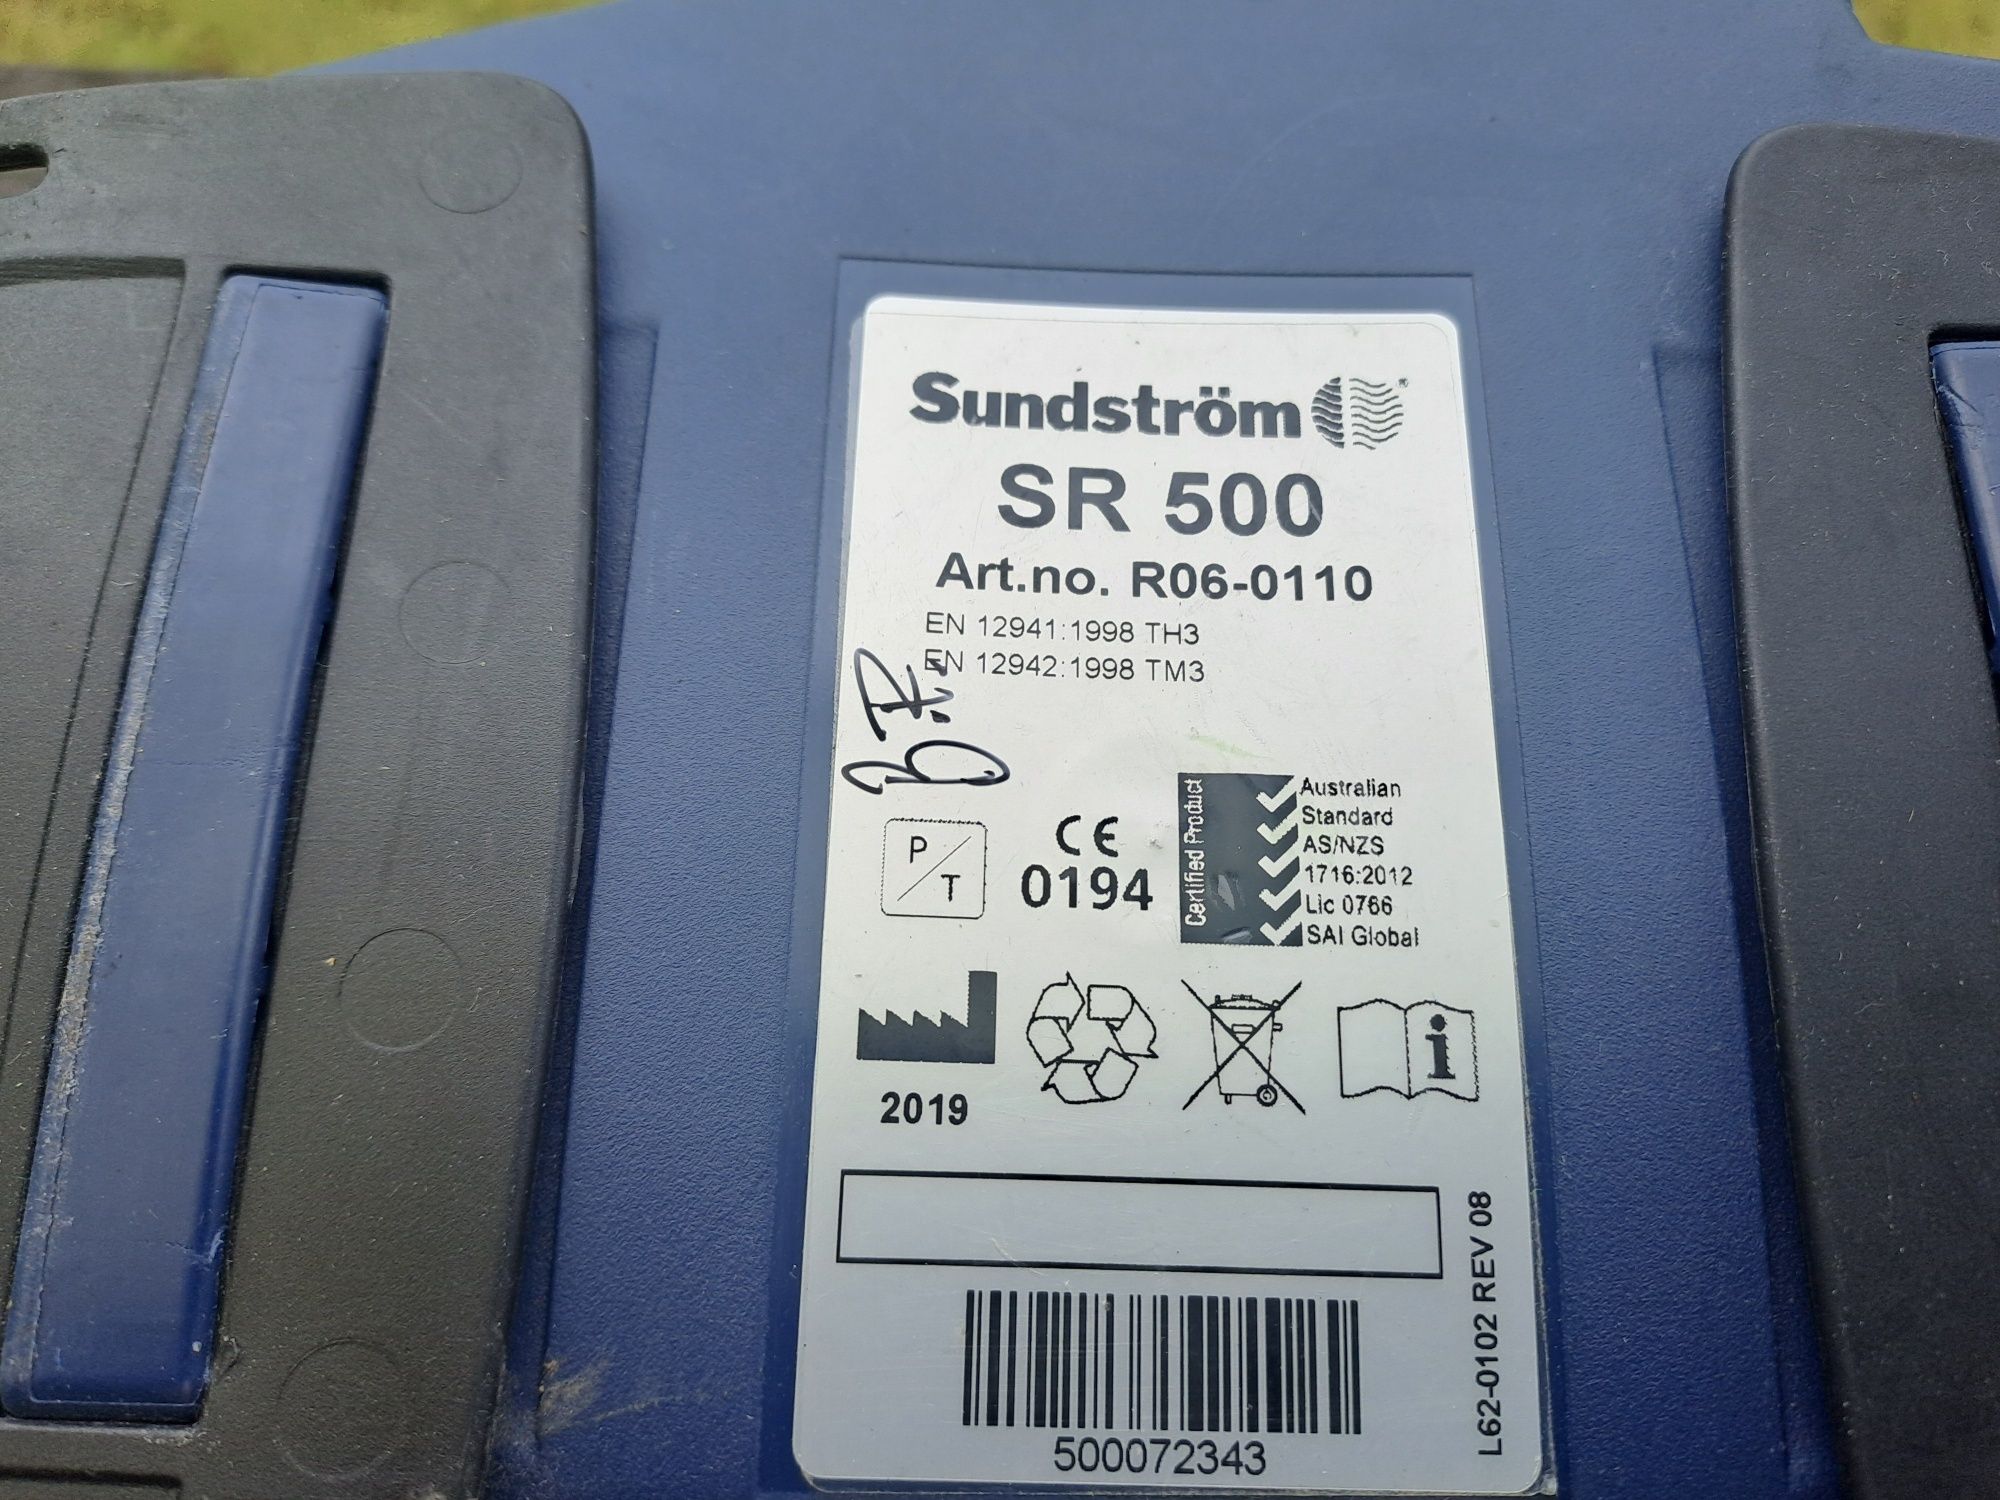 Sundström®
SR 500
Art.no. R06-0110
EN 12941:1998 TH3
EN 12942:1998 TM3
P
T
CE
0194
Certified Product
Australian
Standard
AS/NZS
1716:2012
Lic 0766
SAI Global
i
2019
500072343
L62-0102 REV 08